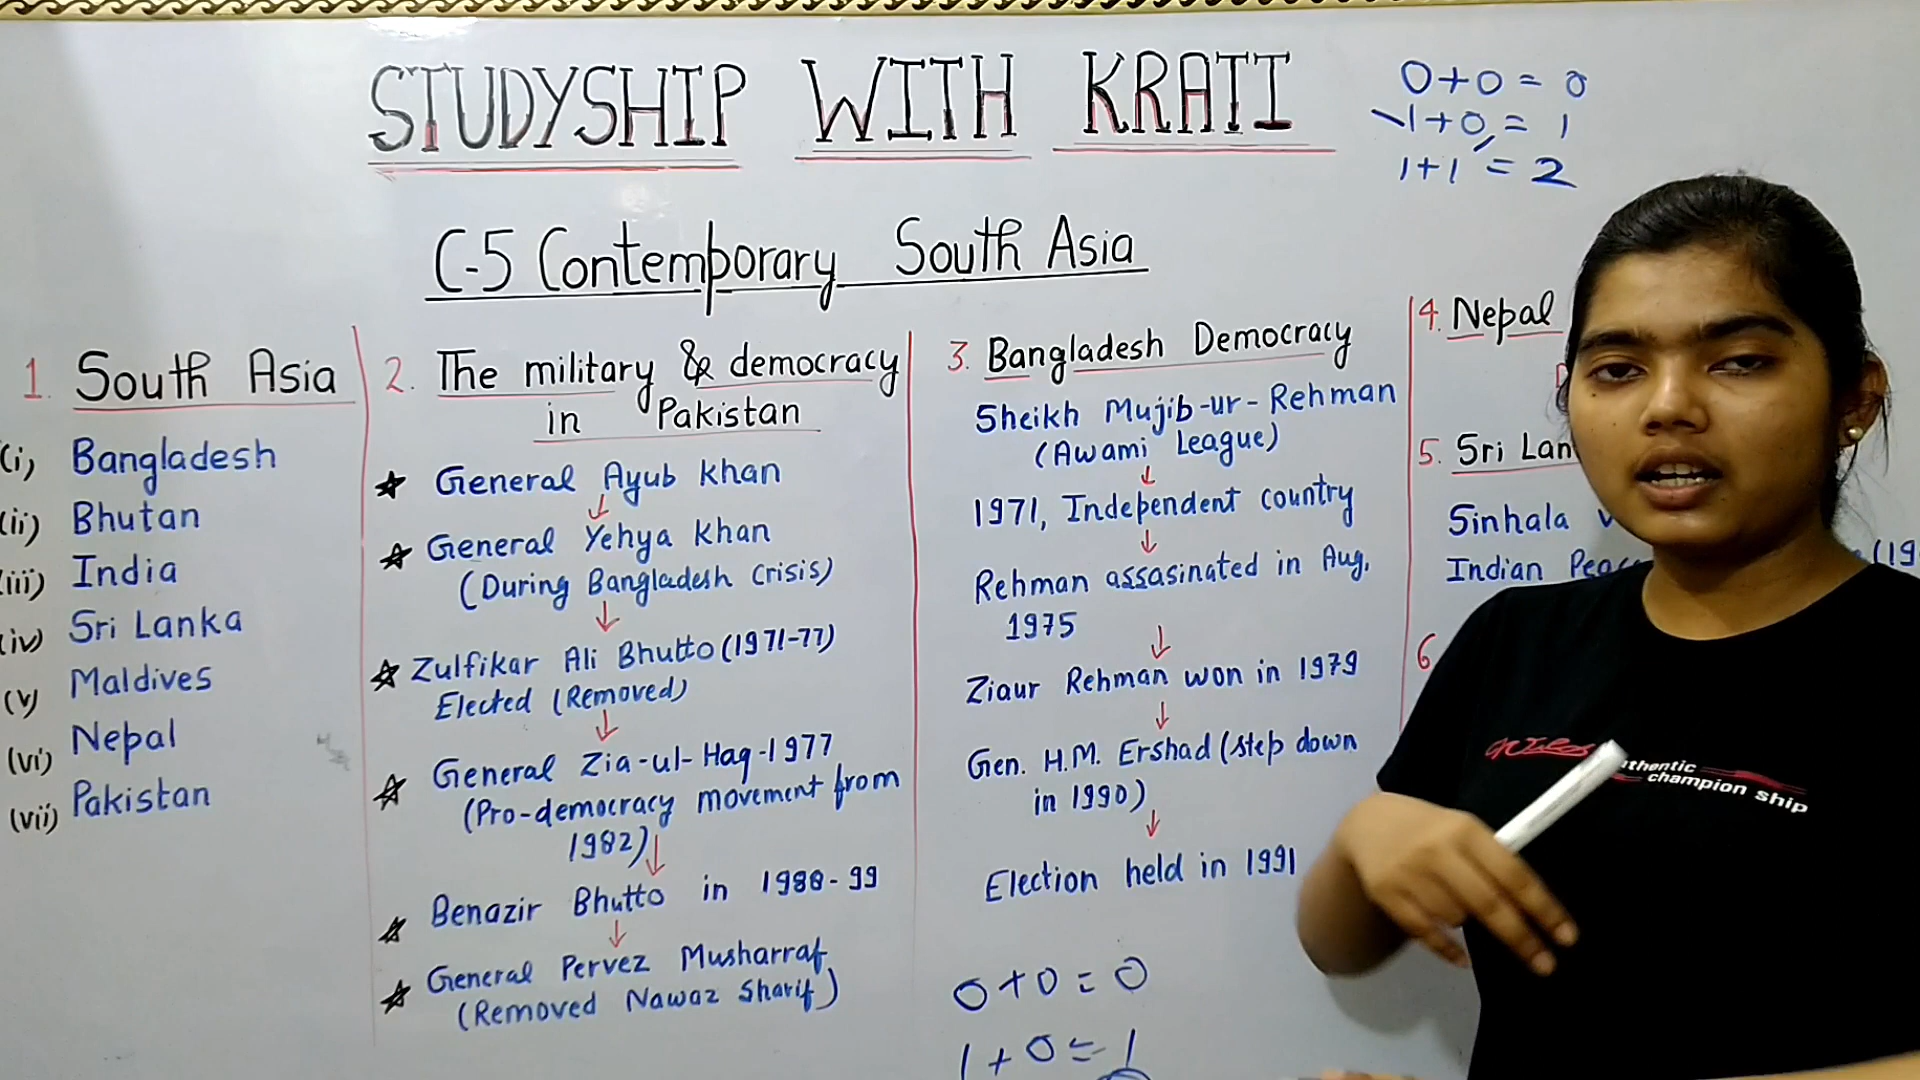 STUDYSHIP WITH KRATI
0+0 = 0
1+0 = 1
1+1 = 2
C-5 Contemporary South Asia
1. South Asia
(i) Bangladesh
(ii) Bhutan
(iii) India
(iv) Sri Lanka
(v) Maldives
(vi) Nepal
(vii) Pakistan
2. The military & democracy
in Pakistan
★ General Ayub Khan
↓
★ General Yehya Khan
(During Bangladesh Crisis)
↓
★ Zulfikar Ali Bhutto (1971-77)
Elected (Removed)
↓
★ General Zia-ul-Haq-1977
(Pro-democracy movement from
1982)
↓
★ Benazir Bhutto in 1988-99
↓
★ General Pervez Musharraf
(Removed Nawaz Sharif)
3. Bangladesh Democracy
Sheikh Mujib-ur-Rehman
(Awami League)
↓
1971, Independent country
↓
Rehman assasinated in Aug,
1975
↓
Ziaur Rehman won in 1979
↓
Gen. H.M. Ershad (step down
in 1990)
↓
Election held in 1991
0+0=0
1+0=1
4. Nepal
5. Sri Lan
Sinhala
Indian
6
champion ship